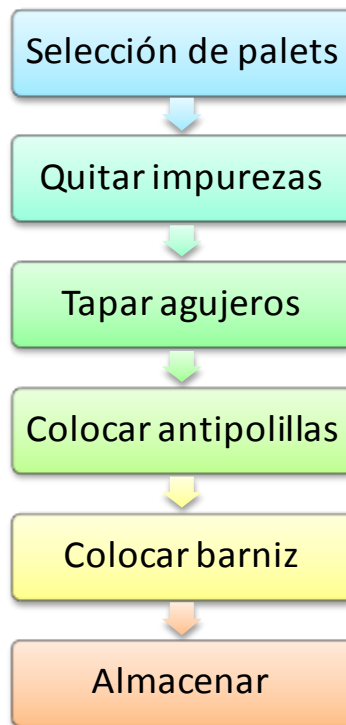 Selección de palets
Quitar impurezas
Tapar agujeros
Colocar antipolillas
Colocar barniz
Almacenar